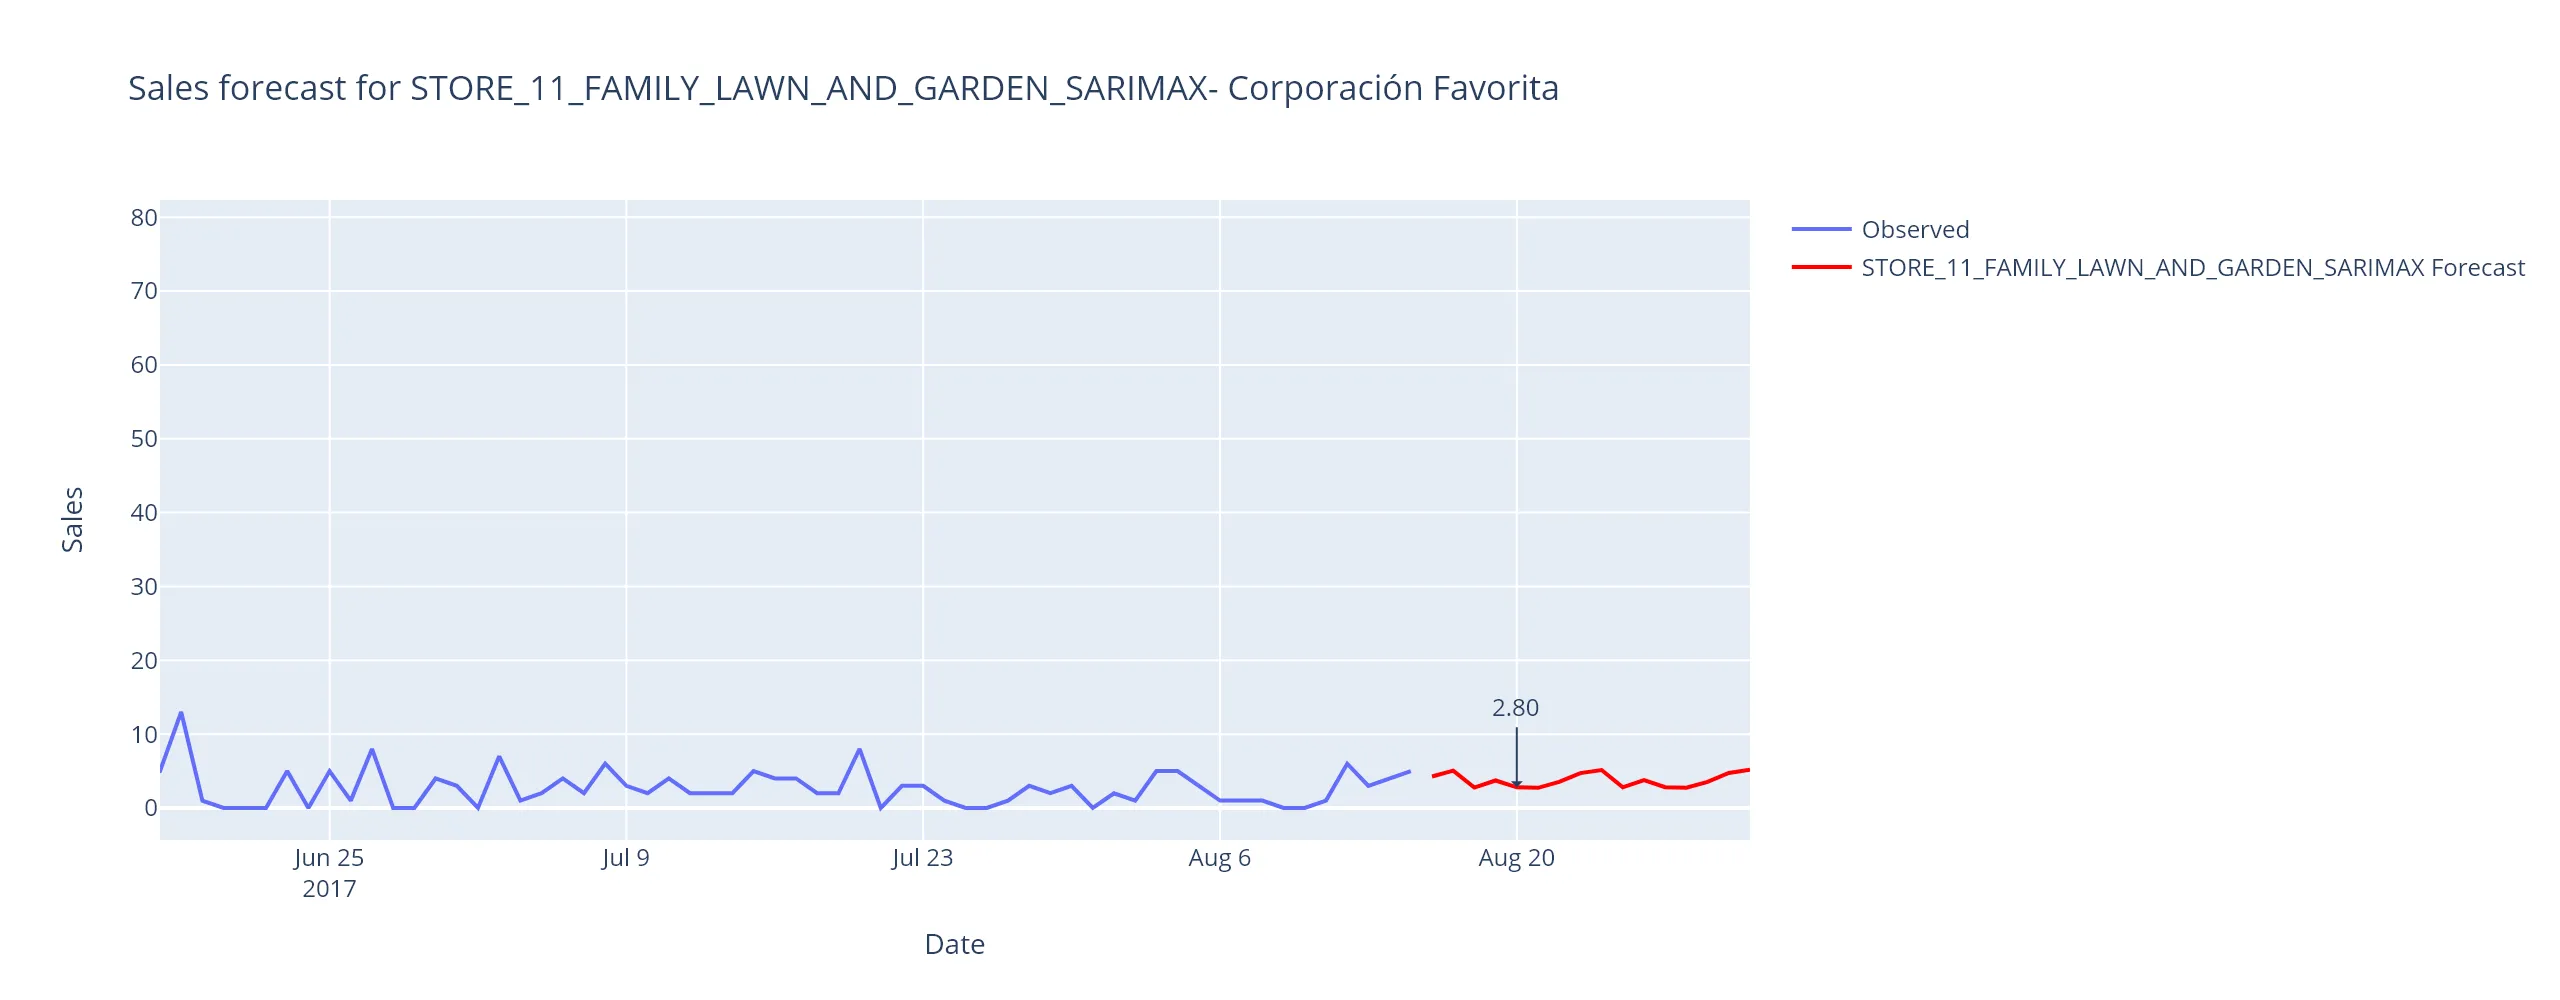 Sales forecast for STORE_11_FAMILY_LAWN_AND_GARDEN_SARIMAX- Corporación Favorita
Observed
STORE_11_FAMILY_LAWN_AND_GARDEN_SARIMAX Forecast
80
70
60
50
40
30
20
10
0
Sales
2.80
Jun 25
2017
Jul 9
Jul 23
Aug 6
Aug 20
Date